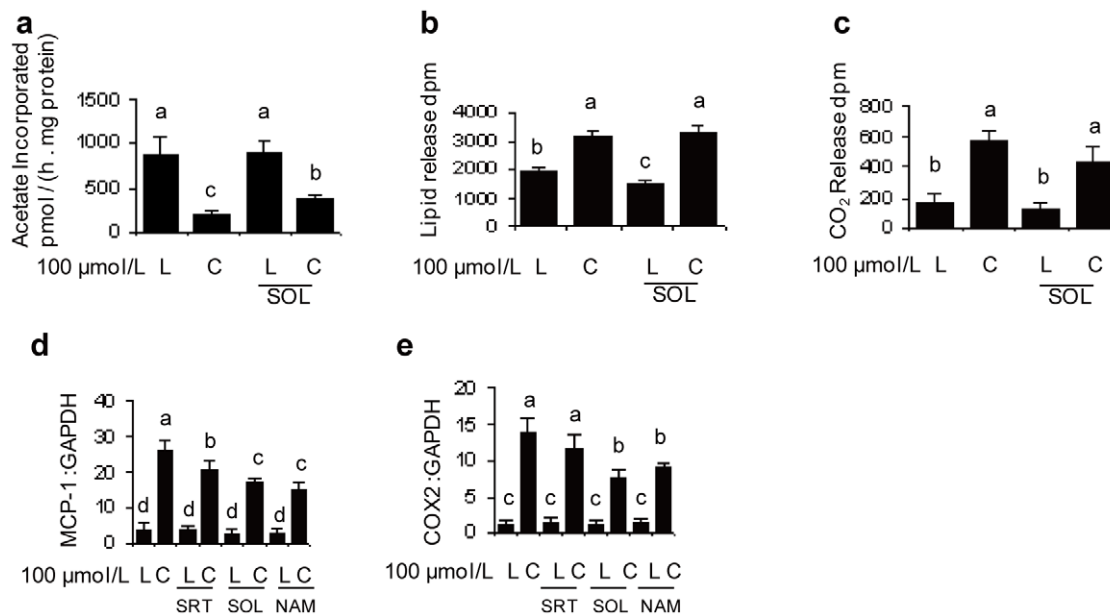 a
Acetate Incorporated
pmol / (h . mg protein)
1500
1000
500
0
a
c
a
b
100 µmol/L L C L C
SOL
b
Lipid release dpm
4000
3000
2000
1000
0
b
a
c
a
L C L C
SOL
c
CO₂ Release dpm
800
600
400
200
0
b
a
b
a
100 µmol/L L C L C
SOL
d
MCP-1:GAPDH
40
30
20
10
0
d
a
d
b
d
c
d
c
100 µmol/L L C L C L C L C
SRT SOL NAM
e
COX2:GAPDH
20
15
10
5
0
c
a
c
a
c
b
c
b
100 µmol/L L C L C L C L C
SRT SOL NAM